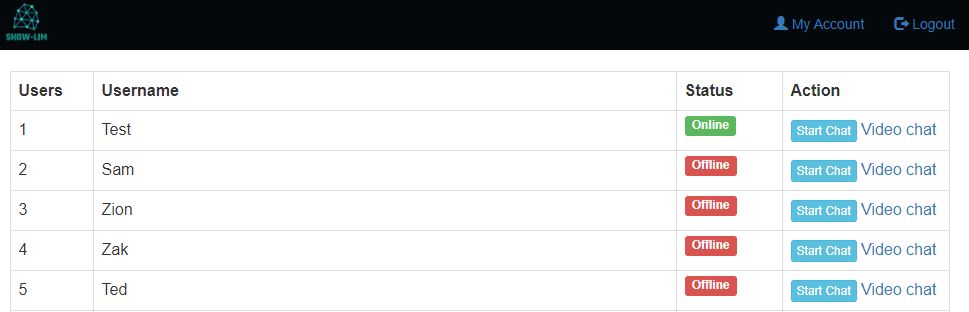 SHOW-LIM
My Account Logout
Users Username Status Action
1 Test Online Start Chat Video chat
2 Sam Offline Start Chat Video chat
3 Zion Offline Start Chat Video chat
4 Zak Offline Start Chat Video chat
5 Ted Offline Start Chat Video chat